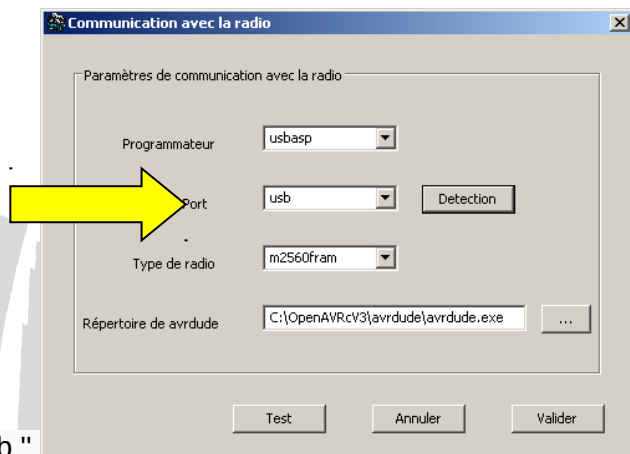 Communication avec la radio
Paramètres de communication avec la radio
Programmateur
usbasp
Port
usb
Detection
Type de radio
m2560fram
Répertoire de avrdude
C:\OpenAVRcV3\avrdude\avrdude.exe
...
Test
Annuler
Valider
b "